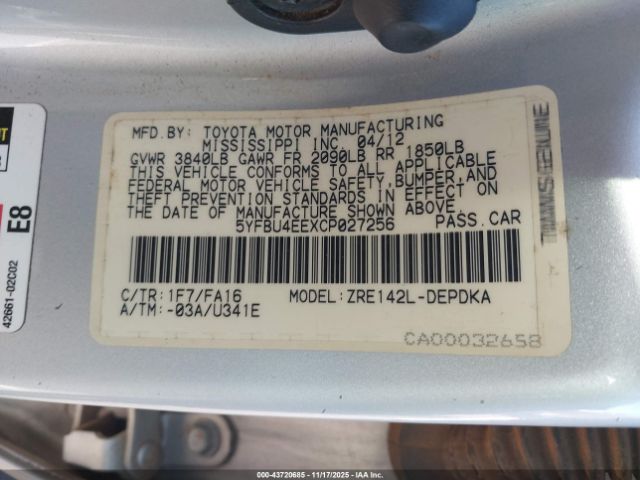 MFD.BY: TOYOTA MOTOR MANUFACTURING
MISSISSIPPI INC. 04/12
GVWR 3840LB GAWR FR 2090LB RR 1850LB
THIS VEHICLE CONFORMS TO ALL APPLICABLE
FEDERAL MOTOR VEHICLE SAFETY,BUMPER,AND
THEFT PREVENTION STANDARDS IN EFFECT ON
THE DATE OF MANUFACTURE SHOWN ABOVE.
5YFBU4EEXCP027256 PASS.CAR
C/TR: 1F7/FA16 MODEL:ZRE142L-DEPDKA
A/TM: -03A/U341E
CA00032658
E8
42661-02C02
000-43720685 - 11/17/2025 - IAAI.COM